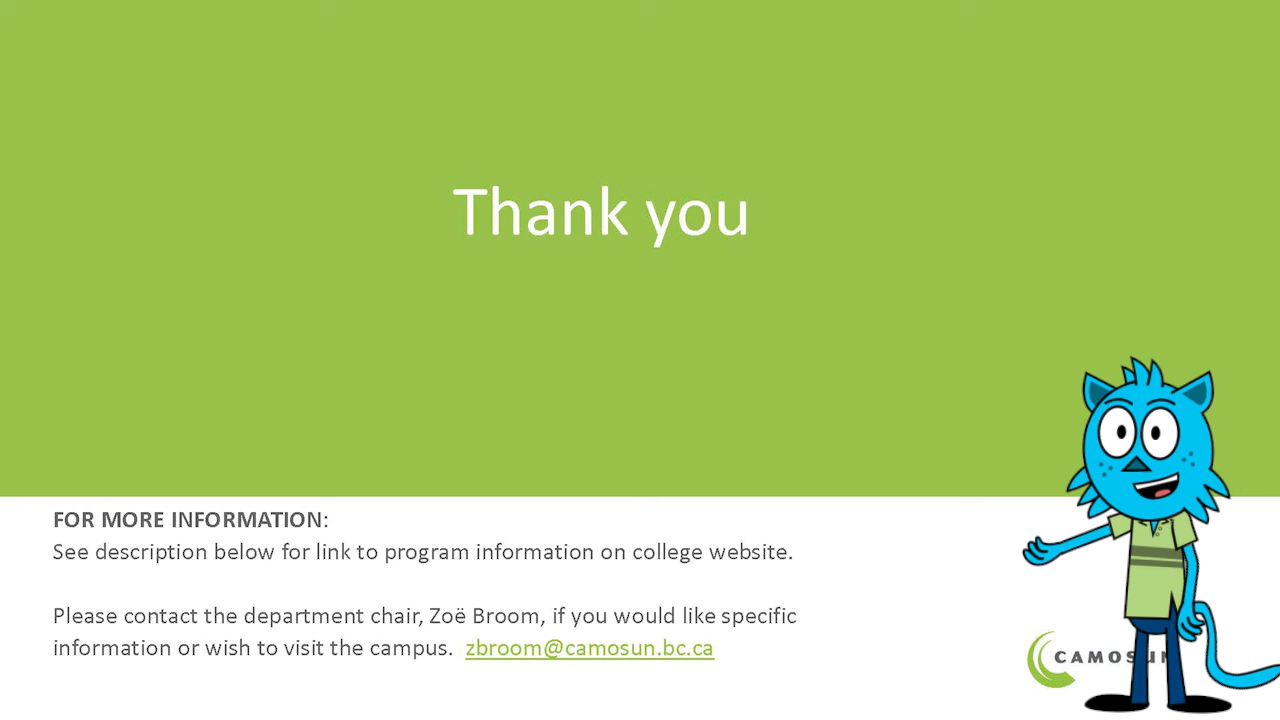 Thank you
FOR MORE INFORMATION:
See description below for link to program information on college website.
Please contact the department chair, Zoë Broom, if you would like specific
information or wish to visit the campus. zbroom@camosun.bc.ca
CAMOSUN